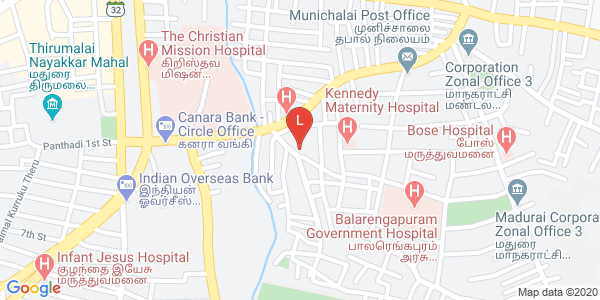 Munichalai Post Office
முனிச்சாலை
தபால் நிலையம்
32
Thirumalai
Nayakkar Mahal
மதுரை
திருமலை...
The Christian
Mission Hospital
கிறிஸ்தவ
மிஷன்...
Corporation
Zonal Office 3
மாநகராட்சி
மண்டல...
Kennedy
Maternity Hospital
L
Canara Bank -
Circle Office
கனரா வங்கி
Panthadi 1st St
Bose Hospital
போஸ்
மருத்துவமனை
Indian Overseas Bank
இந்தியன்
ஓவர்சீஸ்...
Kurruku Theru
7th St
Balarengapuram
Government Hospital
பாலரெங்கபுரம்
அரசு...
Madurai Corpora
Zonal Office 3
மதுரை
மாநகராட்சி...
Infant Jesus Hospital
குழந்தை இயேசு
மருத்துவமனை
Google
Map data ©2020